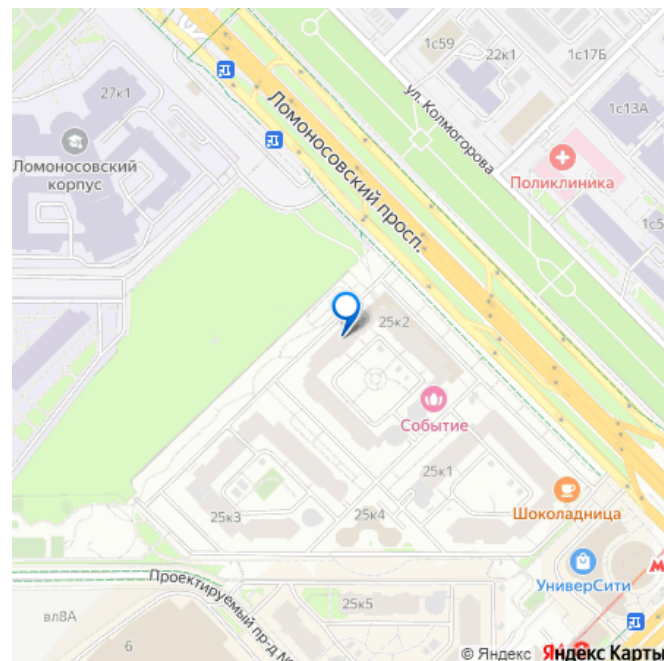 1с59
22к1
1с17Б
27к1
1с13А
ул. Колмогорова
Ломоносовский
корпус
Ломоносовский просп.
Поликлиника
25к2
Событие
25к1
25к3
25к4
Шоколадница
УниверСити
Проектируемый пр-д №
25к5
вл8А
6
© Яндекс
Яндекс Карты